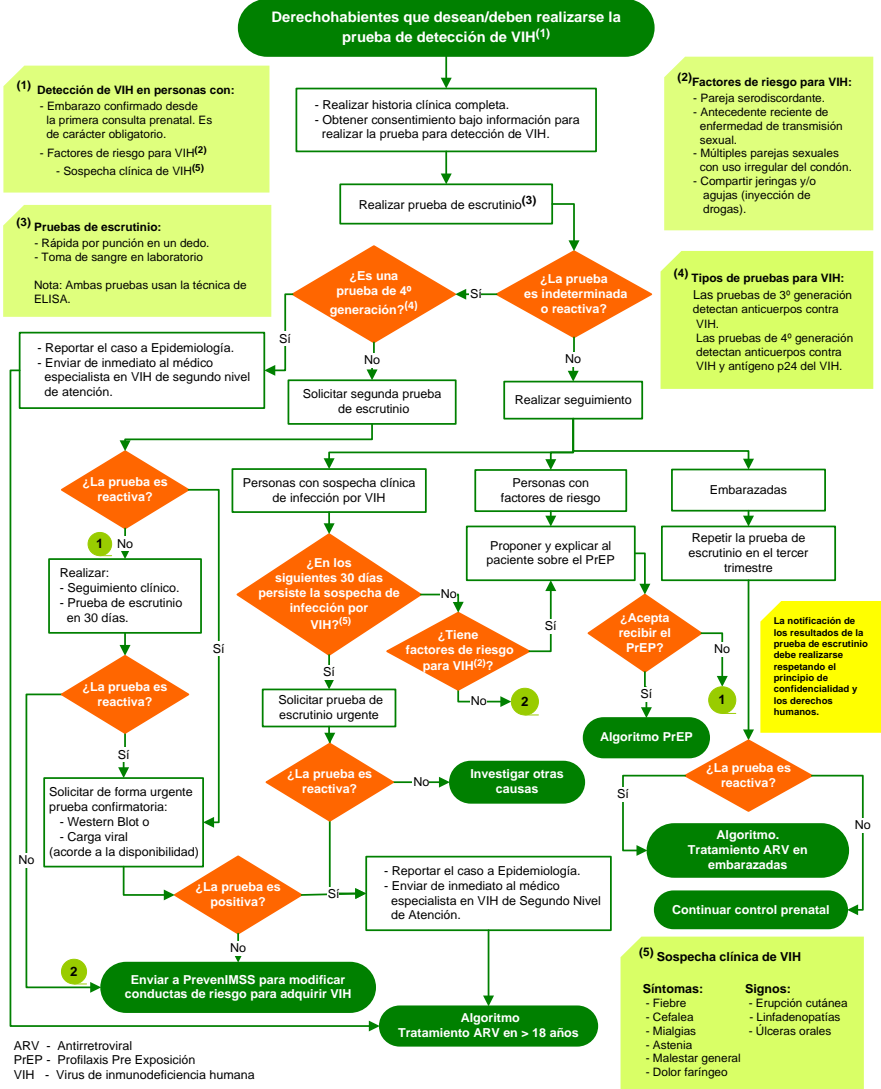 Derechohabientes que desean/deben realizarse la
prueba de detección de VIH(1)
(1) Detección de VIH en personas con:
- Embarazo confirmado desde
la primera consulta prenatal. Es
de carácter obligatorio.
- Factores de riesgo para VIH(2)
- Sospecha clínica de VIH(5)
- Realizar historia clínica completa.
- Obtener consentimiento bajo información para
realizar la prueba para detección de VIH.
(2)Factores de riesgo para VIH:
- Pareja serodiscordante.
- Antecedente reciente de
enfermedad de transmisión
sexual.
- Múltiples parejas sexuales
con uso irregular del condón.
- Compartir jeringas y/o
agujas (inyección de
drogas).
Realizar prueba de escrutinio(3)
(3) Pruebas de escrutinio:
- Rápida por punción en un dedo.
- Toma de sangre en laboratorio
Nota: Ambas pruebas usan la técnica de
ELISA.
¿Es una
prueba de 4º
generación?(4)
Sí
¿La prueba
es indeterminada
o reactiva?
(4) Tipos de pruebas para VIH:
Las pruebas de 3º generación
detectan anticuerpos contra
VIH.
Las pruebas de 4º generación
detectan anticuerpos contra
VIH y antígeno p24 del VIH.
Sí
No
No
- Reportar el caso a Epidemiología.
- Enviar de inmediato al médico
especialista en VIH de segundo nivel
de atención.
Solicitar segunda prueba
de escrutinio
Realizar seguimiento
¿La prueba es
reactiva?
Personas con sospecha clínica
de infección por VIH
Personas con
factores de riesgo
Embarazadas
1
No
Sí
Realizar:
- Seguimiento clínico.
- Prueba de escrutinio
en 30 días.
¿En los
siguientes 30 días
persiste la sospecha de
infección por
VIH?(5)
No
Proponer y explicar al
paciente sobre el PrEP
Repetir la prueba de
escrutinio en el tercer
trimestre
¿Tiene
factores de riesgo
para VIH(2)?
Sí
No
2
¿Acepta
recibir el
PrEP?
No
1
Sí
Algoritmo PrEP
La notificación de
los resultados de la
prueba de escrutinio
debe realizarse
respetando el
principio de
confidencialidad y
los derechos
humanos.
¿La prueba es
reactiva?
Sí
No
Sí
Solicitar prueba de
escrutinio urgente
¿La prueba es
reactiva?
No
Investigar otras
causas
Solicitar de forma urgente
prueba confirmatoria:
- Western Blot o
- Carga viral
(acorde a la disponibilidad)
¿La prueba es
reactiva?
Sí
No
Algoritmo.
Tratamiento ARV en
embarazadas
Continuar control prenatal
¿La prueba es
positiva?
Sí
- Reportar el caso a Epidemiología.
- Enviar de inmediato al médico
especialista en VIH de Segundo Nivel
de Atención.
No
2
Enviar a PrevenIMSS para modificar
conductas de riesgo para adquirir VIH
Algoritmo
Tratamiento ARV en > 18 años
(5) Sospecha clínica de VIH
Síntomas:
- Fiebre
- Cefalea
- Mialgias
- Astenia
- Malestar general
- Dolor faríngeo
Signos:
- Erupción cutánea
- Linfadenopatías
- Úlceras orales
ARV - Antirretroviral
PrEP - Profilaxis Pre Exposición
VIH - Virus de inmunodeficiencia humana